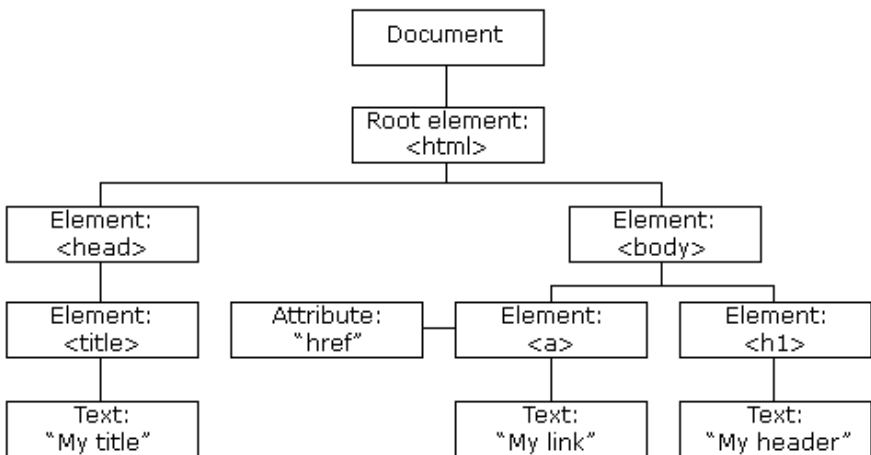 Document
Root element:
<html>
Element:
<head>
Element:
<body>
Element:
<title>
Attribute:
“href”
Element:
<a>
Element:
<h1>
Text:
“My title”
Text:
“My link”
Text:
“My header”